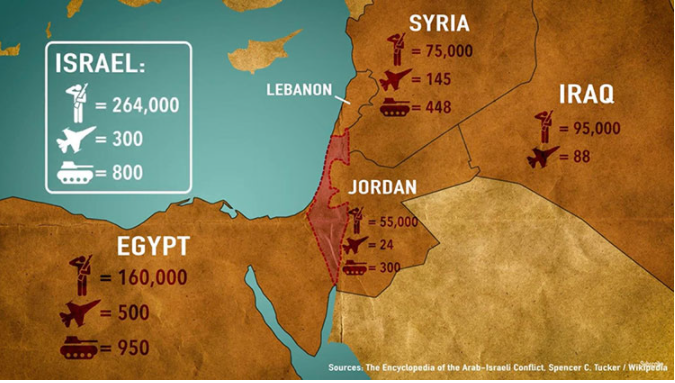 SYRIA
= 75,000
= 145
= 448
ISRAEL:
= 264,000
= 300
= 800
LEBANON
IRAQ
= 95,000
= 88
JORDAN
= 55,000
= 24
= 300
EGYPT
= 160,000
= 500
= 950
Sources: The Encyclopedia of the Arab-Israeli Conflict, Spencer C. Tucker / Wikipedia
Subscribe